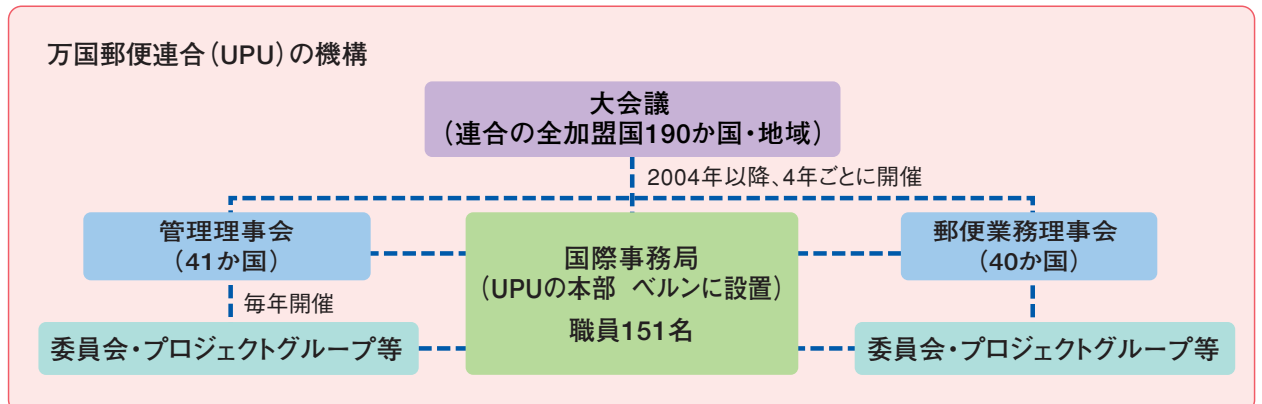 万国郵便連合（UPU）の機構
大会議
（連合の全加盟国190か国・地域）
2004年以降、4年ごとに開催
管理理事会
（41か国）
国際事務局
（UPUの本部　ベルンに設置）
職員151名
郵便業務理事会
（40か国）
毎年開催
委員会・プロジェクトグループ等
委員会・プロジェクトグループ等